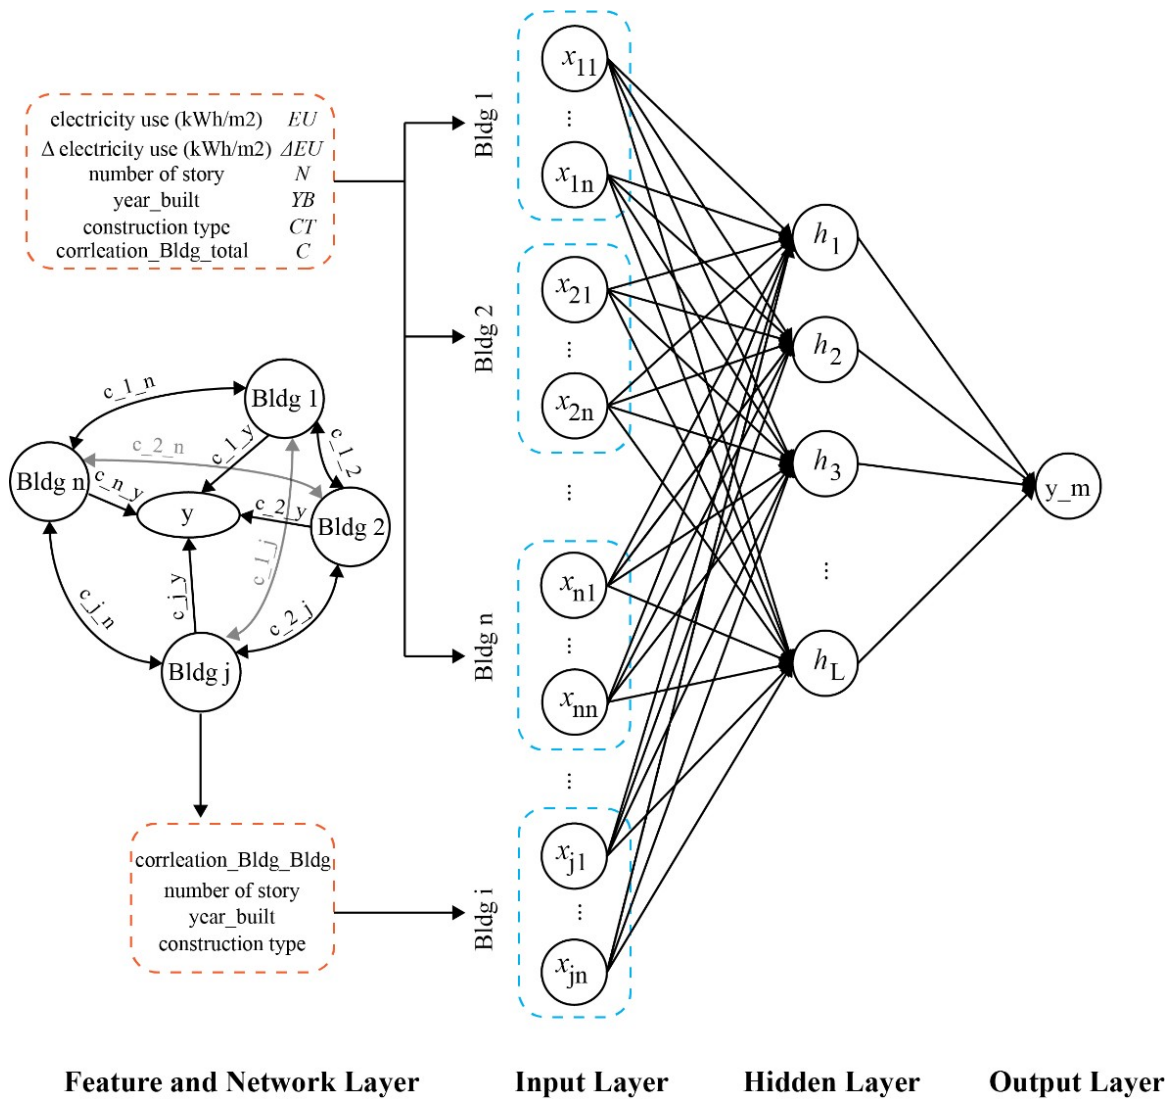 electricity use (kWh/m2) EU
Δ electricity use (kWh/m2) ΔEU
number of story N
year_built YB
construction type CT
corrleation_Bldg_total C
Bldg 1
c_1_n
c_1_y
c_1_2
c_2_n
Bldg n
c_n_y
y
c_2_y
Bldg 2
c_1_j
c_j_y
c_j_n
c_2_j
Bldg j
corrleation_Bldg_Bldg
number of story
year_built
construction type
Bldg 1
Bldg 2
Bldg n
Bldg i
x11
⋮
x1n
x21
⋮
x2n
⋮
xn1
⋮
xnn
⋮
xj1
⋮
xjn
h1
h2
h3
⋮
hL
y_m
Feature and Network Layer Input Layer Hidden Layer Output Layer